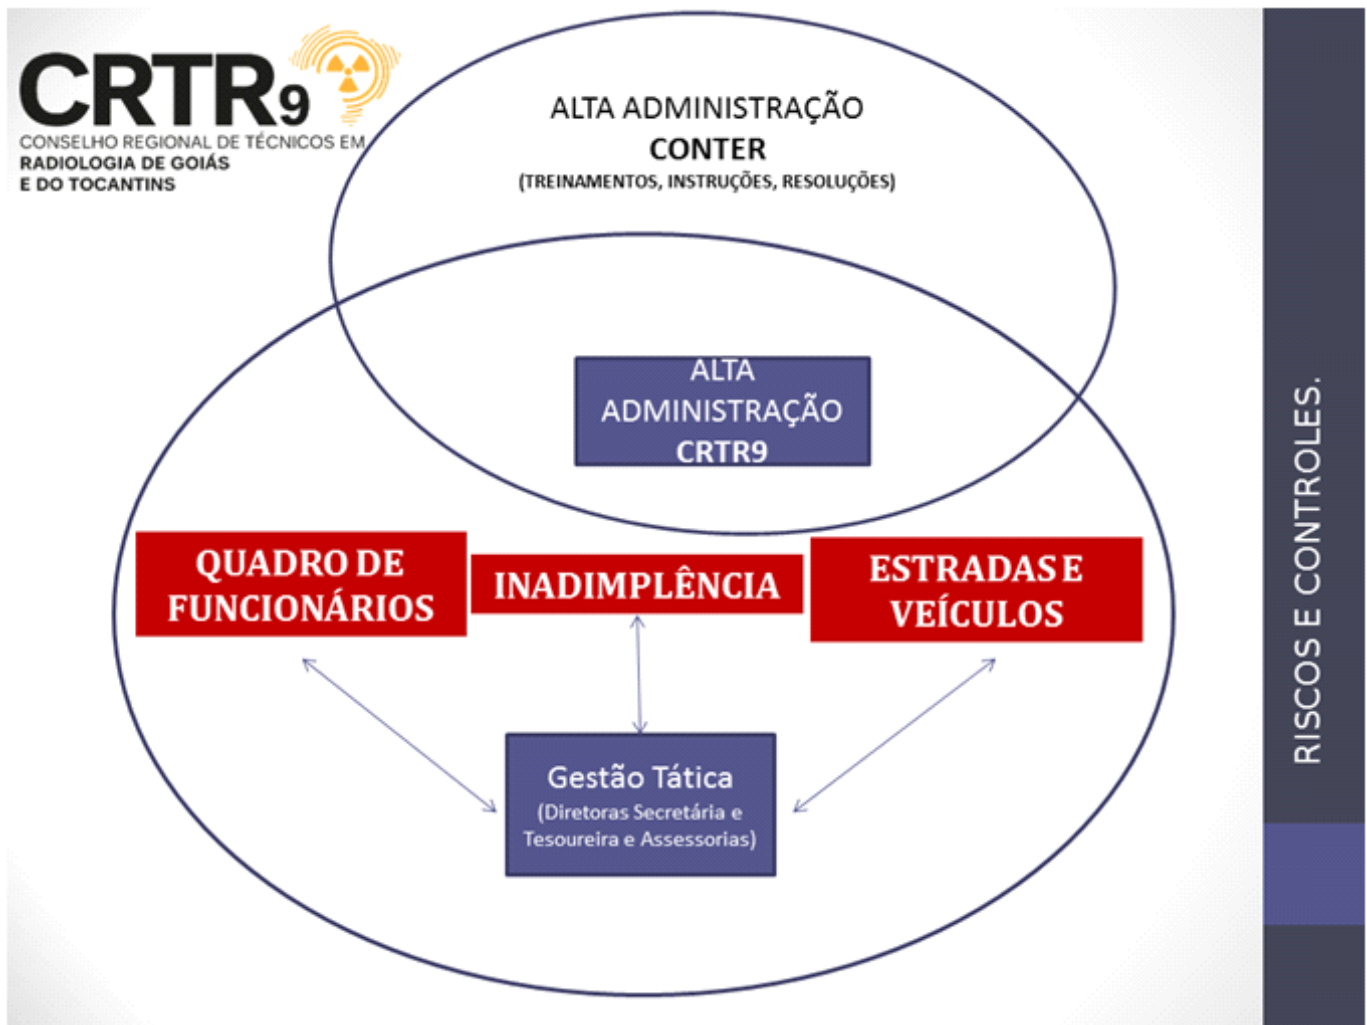 CRTR9
CONSELHO REGIONAL DE TÉCNICOS EM
RADIOLOGIA DE GOIÁS
E DO TOCANTINS
ALTA ADMINISTRAÇÃO
CONTER
(TREINAMENTOS, INSTRUÇÕES, RESOLUÇÕES)
ALTA
ADMINISTRAÇÃO
CRTR9
QUADRO DE
FUNCIONÁRIOS
INADIMPLÊNCIA
ESTRADAS E
VEÍCULOS
Gestão Tática
(Diretoras Secretária e
Tesoureira e Assessorias)
RISCOS E CONTROLES.